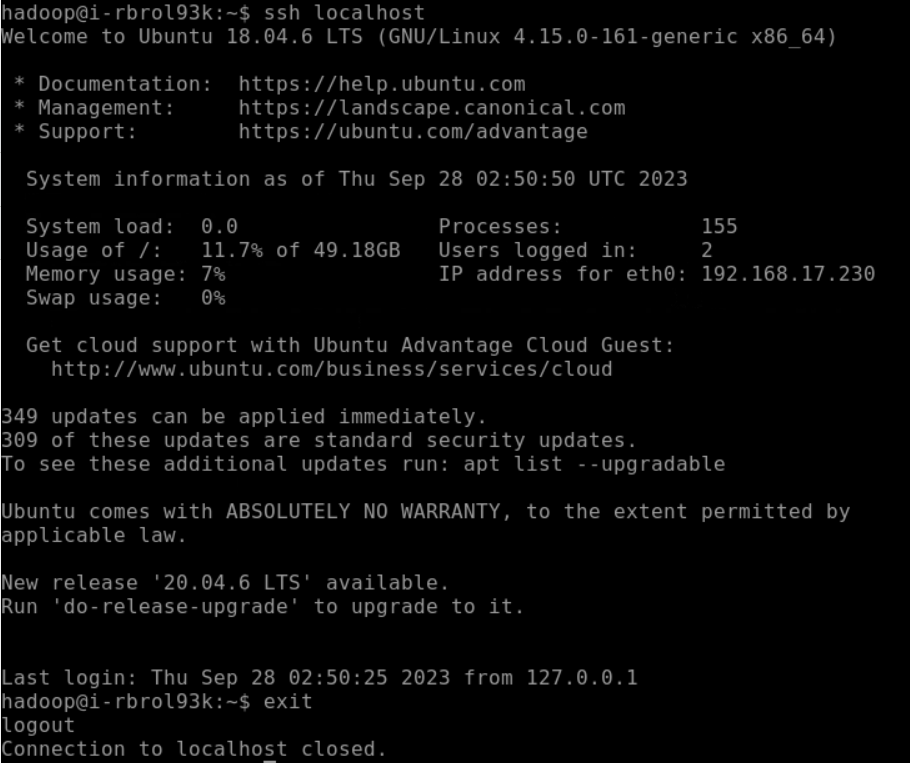 hadoop@i-rbrol93k:~$ ssh localhost
Welcome to Ubuntu 18.04.6 LTS (GNU/Linux 4.15.0-161-generic x86_64)
* Documentation:  https://help.ubuntu.com
* Management:     https://landscape.canonical.com
* Support:        https://ubuntu.com/advantage
System information as of Thu Sep 28 02:50:50 UTC 2023
System load:  0.0                Processes:           155
Usage of /:   11.7% of 49.18GB   Users logged in:     2
Memory usage: 7%                 IP address for eth0: 192.168.17.230
Swap usage:   0%
Get cloud support with Ubuntu Advantage Cloud Guest:
http://www.ubuntu.com/business/services/cloud
349 updates can be applied immediately.
309 of these updates are standard security updates.
To see these additional updates run: apt list --upgradable
Ubuntu comes with ABSOLUTELY NO WARRANTY, to the extent permitted by
applicable law.
New release '20.04.6 LTS' available.
Run 'do-release-upgrade' to upgrade to it.
Last login: Thu Sep 28 02:50:25 2023 from 127.0.0.1
hadoop@i-rbrol93k:~$ exit
logout
Connection to localhost closed.